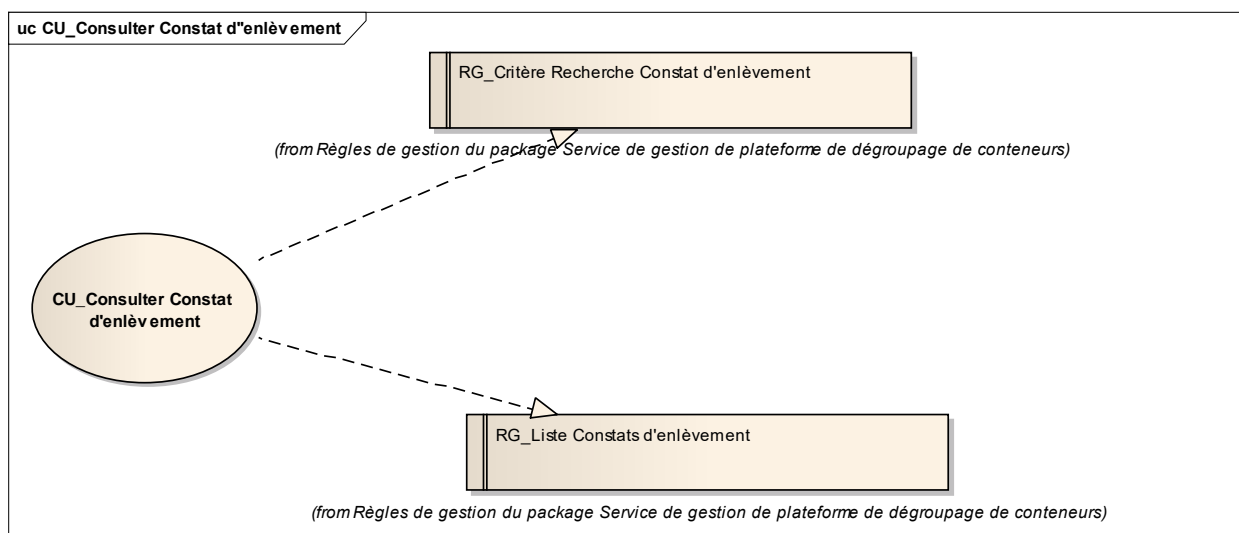 uc CU_Consulter Constat d"enlèvement
RG_Critère Recherche Constat d'enlèvement
(from Règles de gestion du package Service de gestion de plateforme de dégroupage de conteneurs)
CU_Consulter Constat
d'enlèvement
RG_Liste Constats d'enlèvement
(from Règles de gestion du package Service de gestion de plateforme de dégroupage de conteneurs)